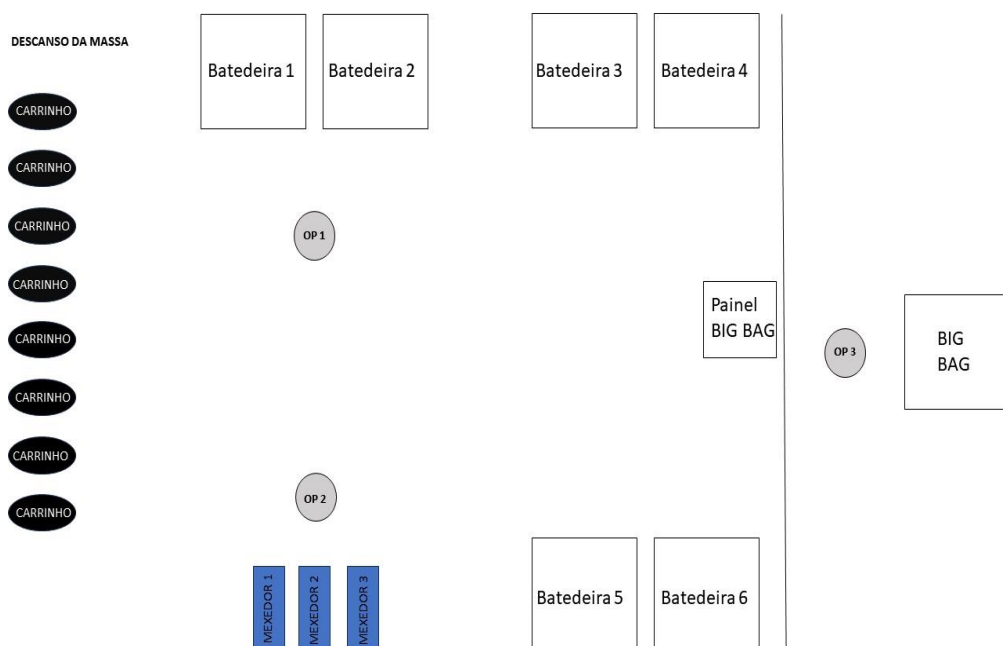 DESCANSO DA MASSA
Batedeira 1
Batedeira 2
Batedeira 3
Batedeira 4
CARRINHO
CARRINHO
CARRINHO
CARRINHO
CARRINHO
CARRINHO
CARRINHO
CARRINHO
OP 1
Painel
BIG BAG
OP 3
BIG
BAG
OP 2
MEXEDOR 1
MEXEDOR 2
MEXEDOR 3
Batedeira 5
Batedeira 6